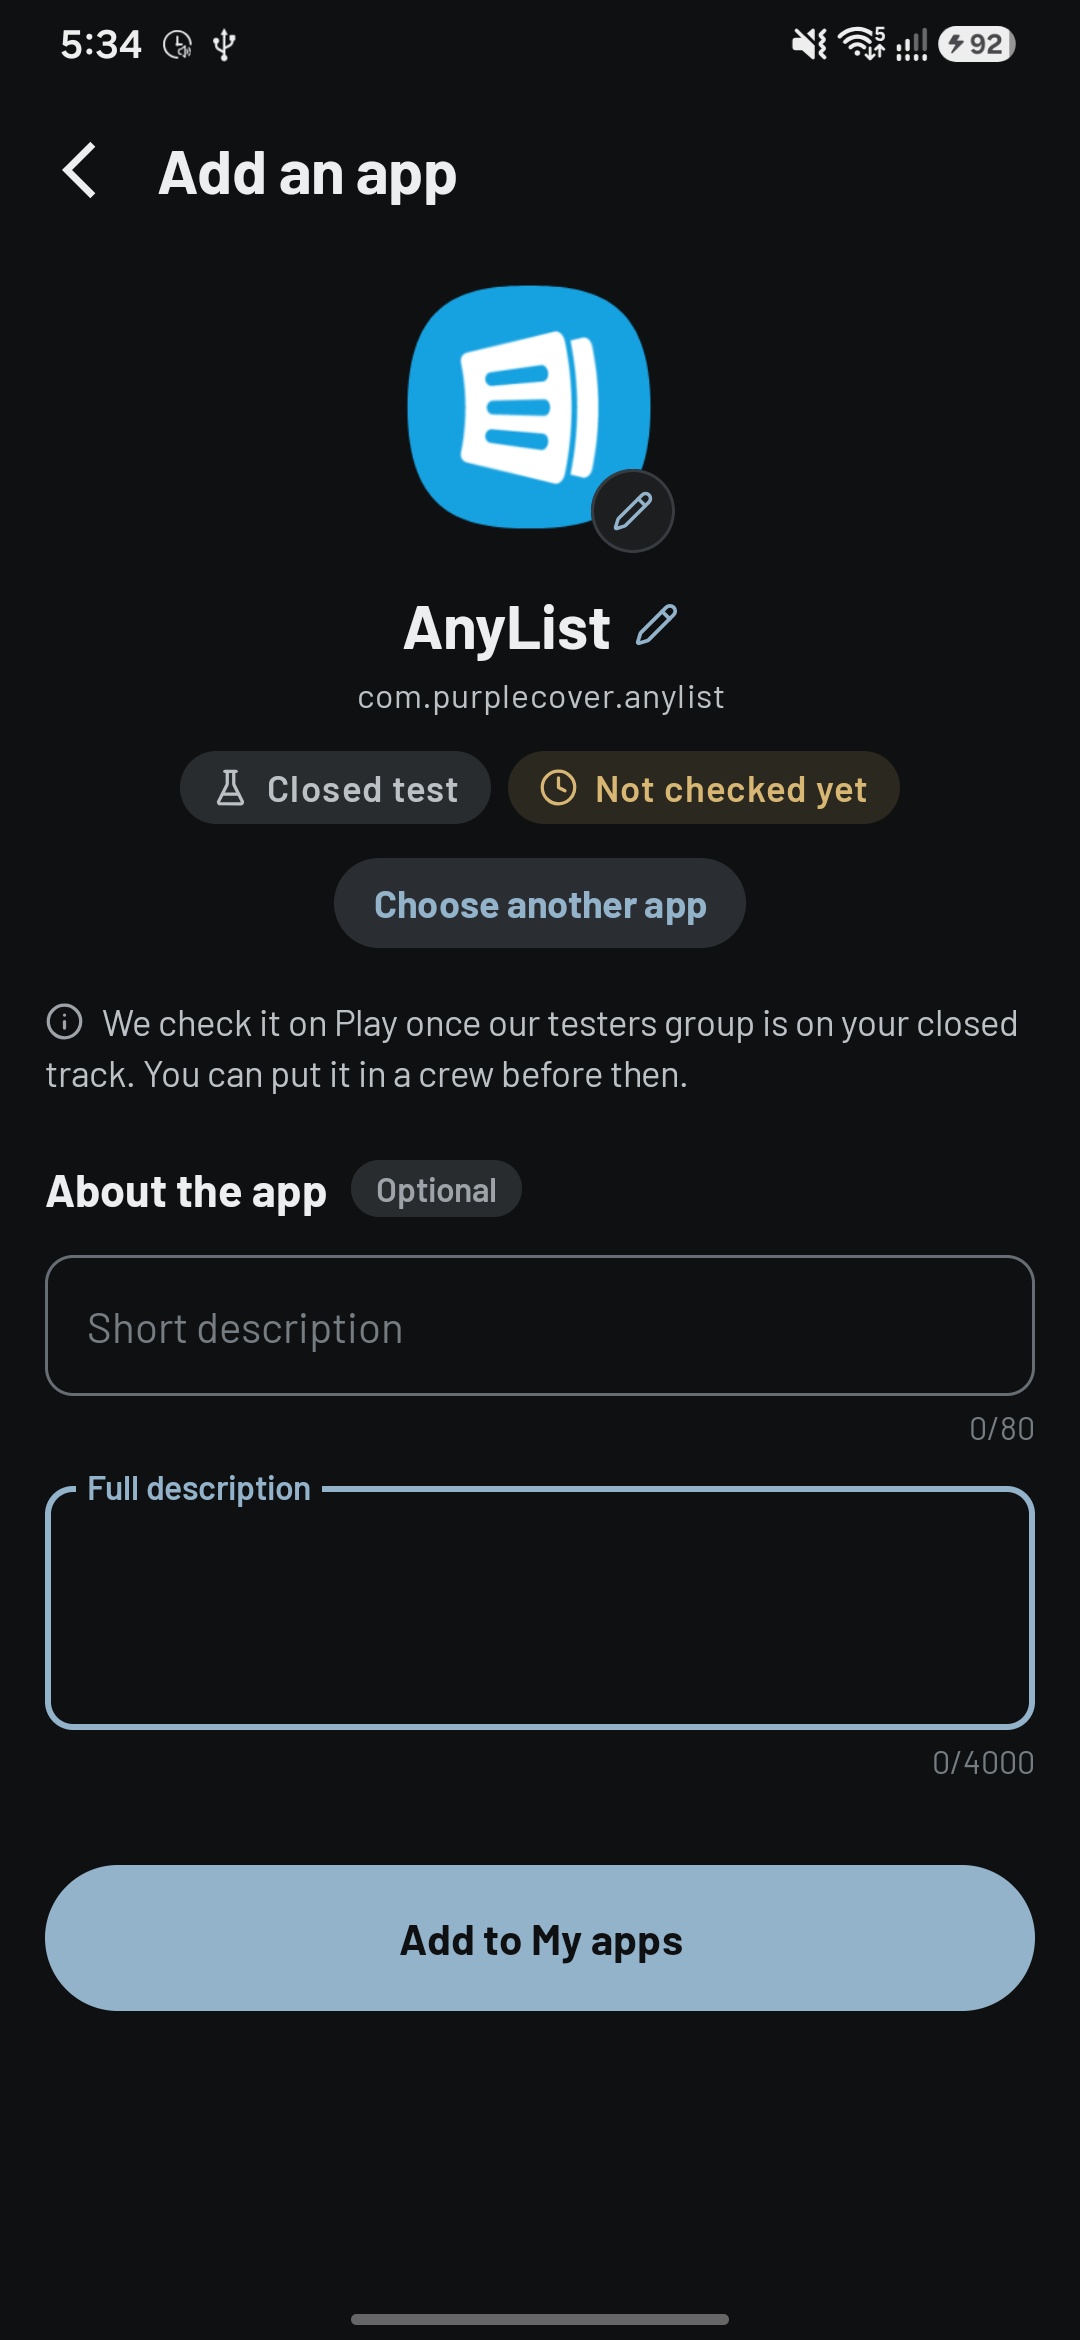 5:34
5
92
Add an app
AnyList
com.purplecover.anylist
Closed test
Not checked yet
Choose another app
We check it on Play once our testers group is on your closed
track. You can put it in a crew before then.
About the app
Optional
Short description
0/80
Full description
0/4000
Add to My apps